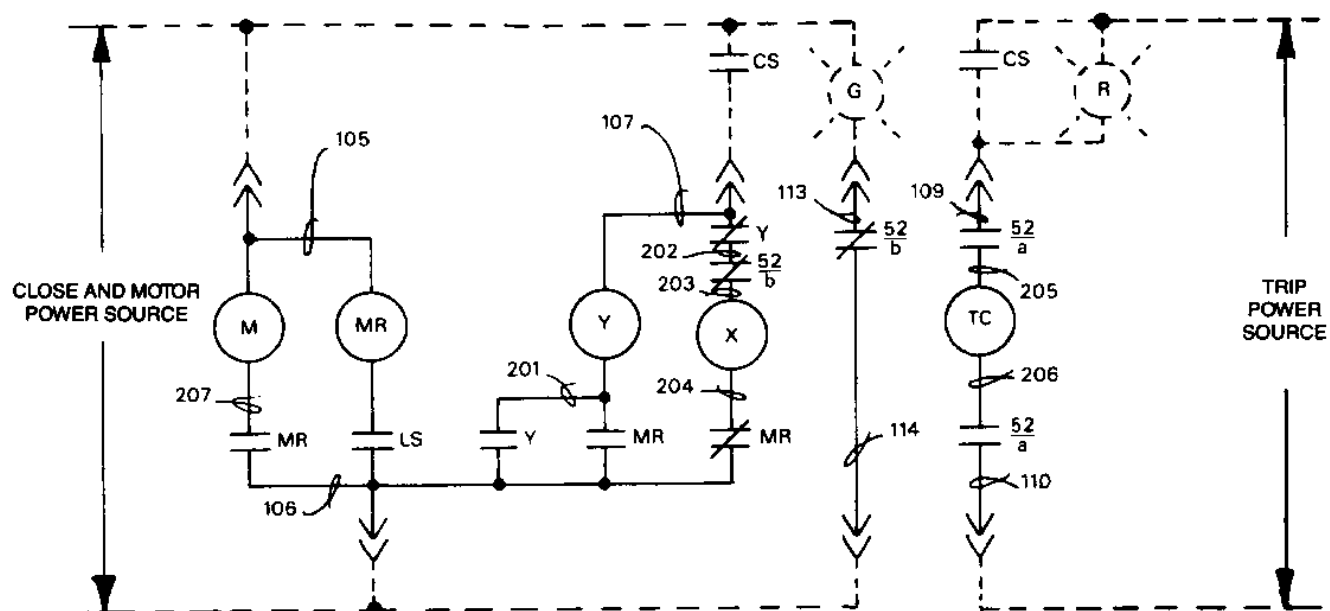 CS
G
CS
R
105
107
113
109
Y
202
52
b
203
52
b
52
a
205
CLOSE AND MOTOR
POWER SOURCE
M
MR
Y
X
TC
TRIP
POWER
SOURCE
207
201
204
206
MR
LS
Y
MR
MR
114
52
a
106
110